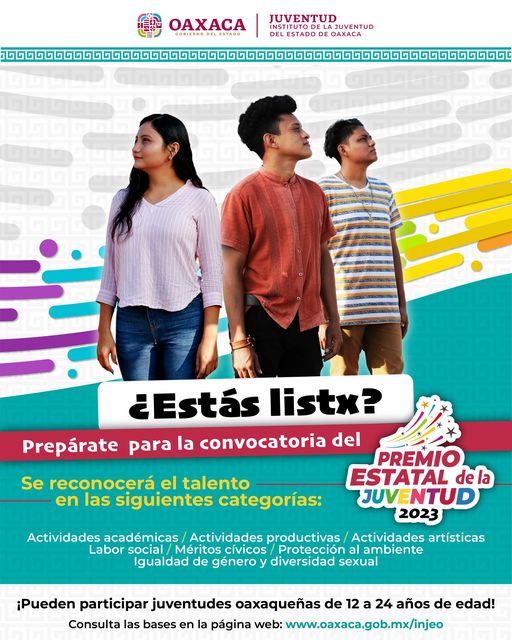 OAXACA
GOBIERNO DEL ESTADO
JUVENTUD
INSTITUTO DE LA JUVENTUD
DEL ESTADO DE OAXACA
¿Estás listx?
Prepárate para la convocatoria del
PREMIO
ESTATAL de la
JUVENTUD
2023
Se reconocerá el talento
en las siguientes categorías:
Actividades académicas / Actividades productivas / Actividades artísticas
Labor social / Méritos cívicos / Protección al ambiente
Igualdad de género y diversidad sexual
¡Pueden participar juventudes oaxaqueñas de 12 a 24 años de edad!
Consulta las bases en la página web: www.oaxaca.gob.mx/injeo